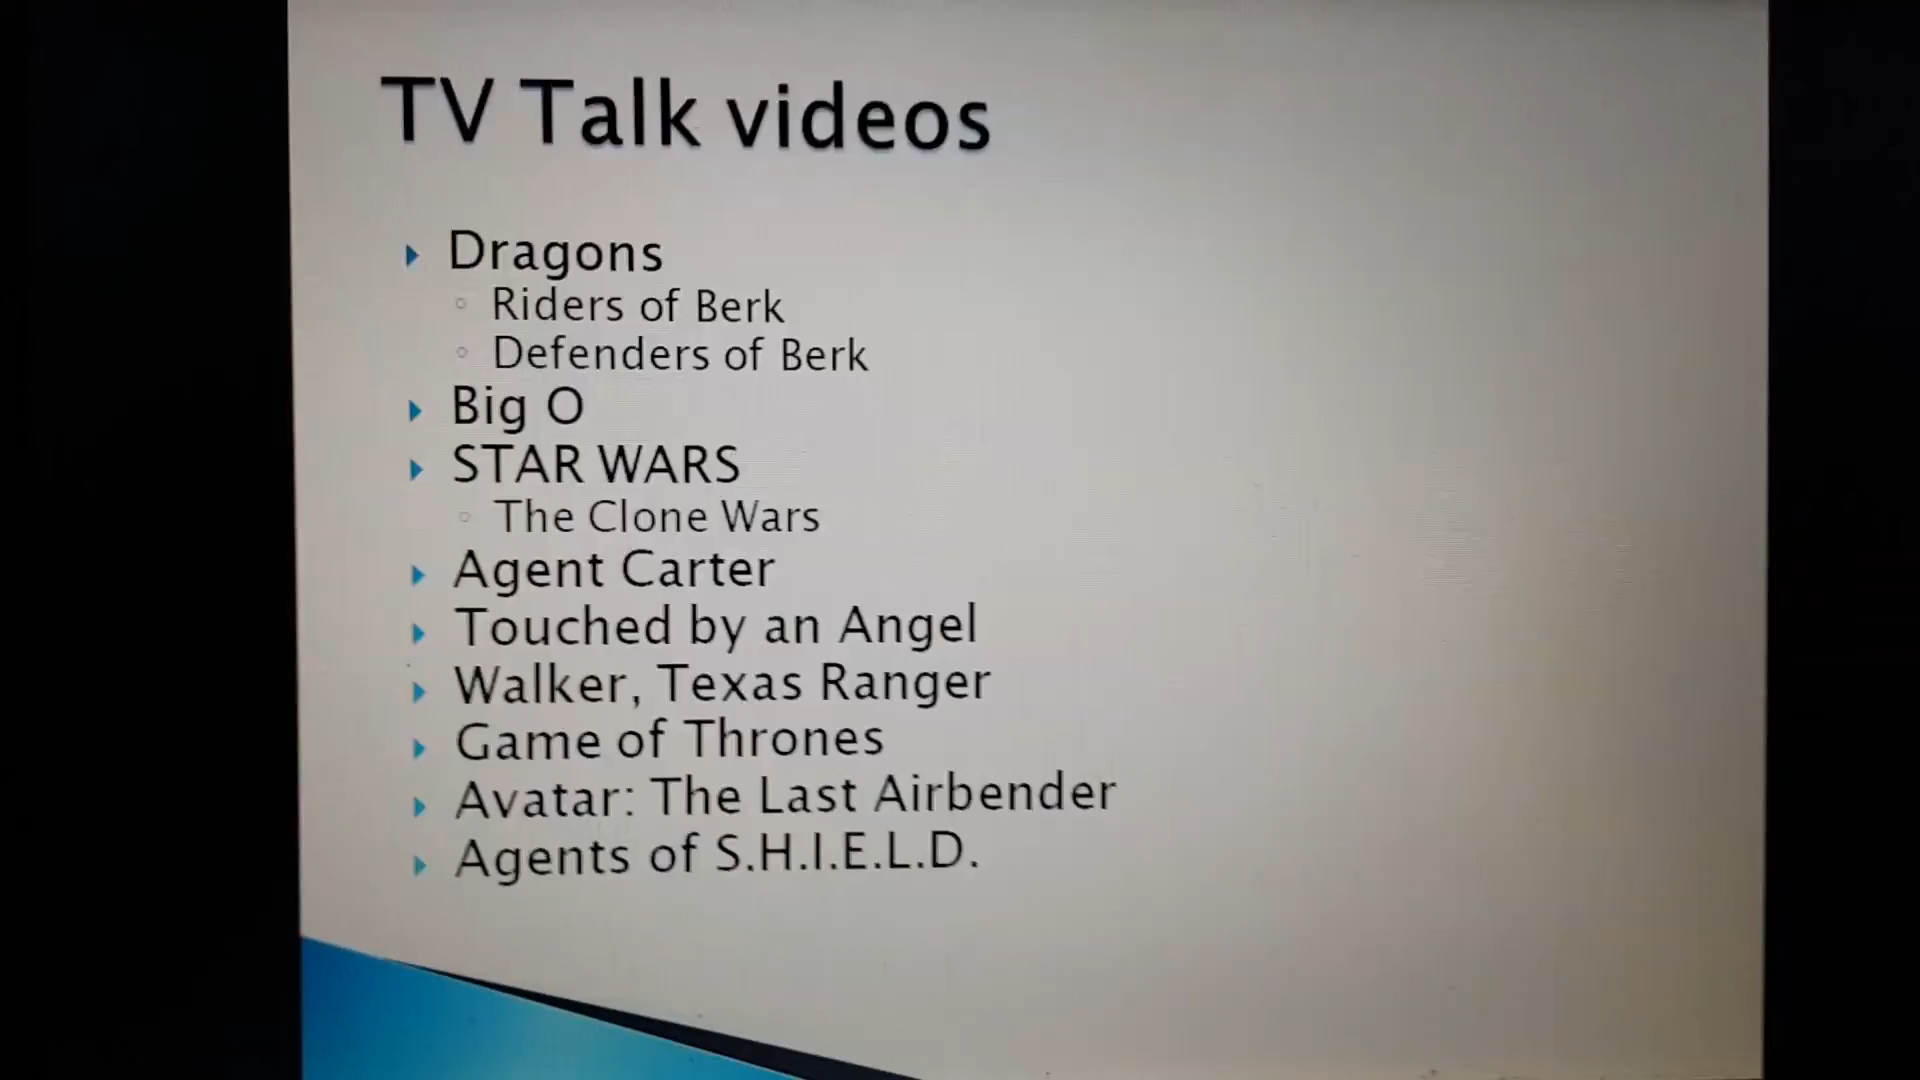 TV Talk videos
Dragons
Riders of Berk
Defenders of Berk
Big O
STAR WARS
The Clone Wars
Agent Carter
Touched by an Angel
Walker, Texas Ranger
Game of Thrones
Avatar: The Last Airbender
Agents of S.H.I.E.L.D.